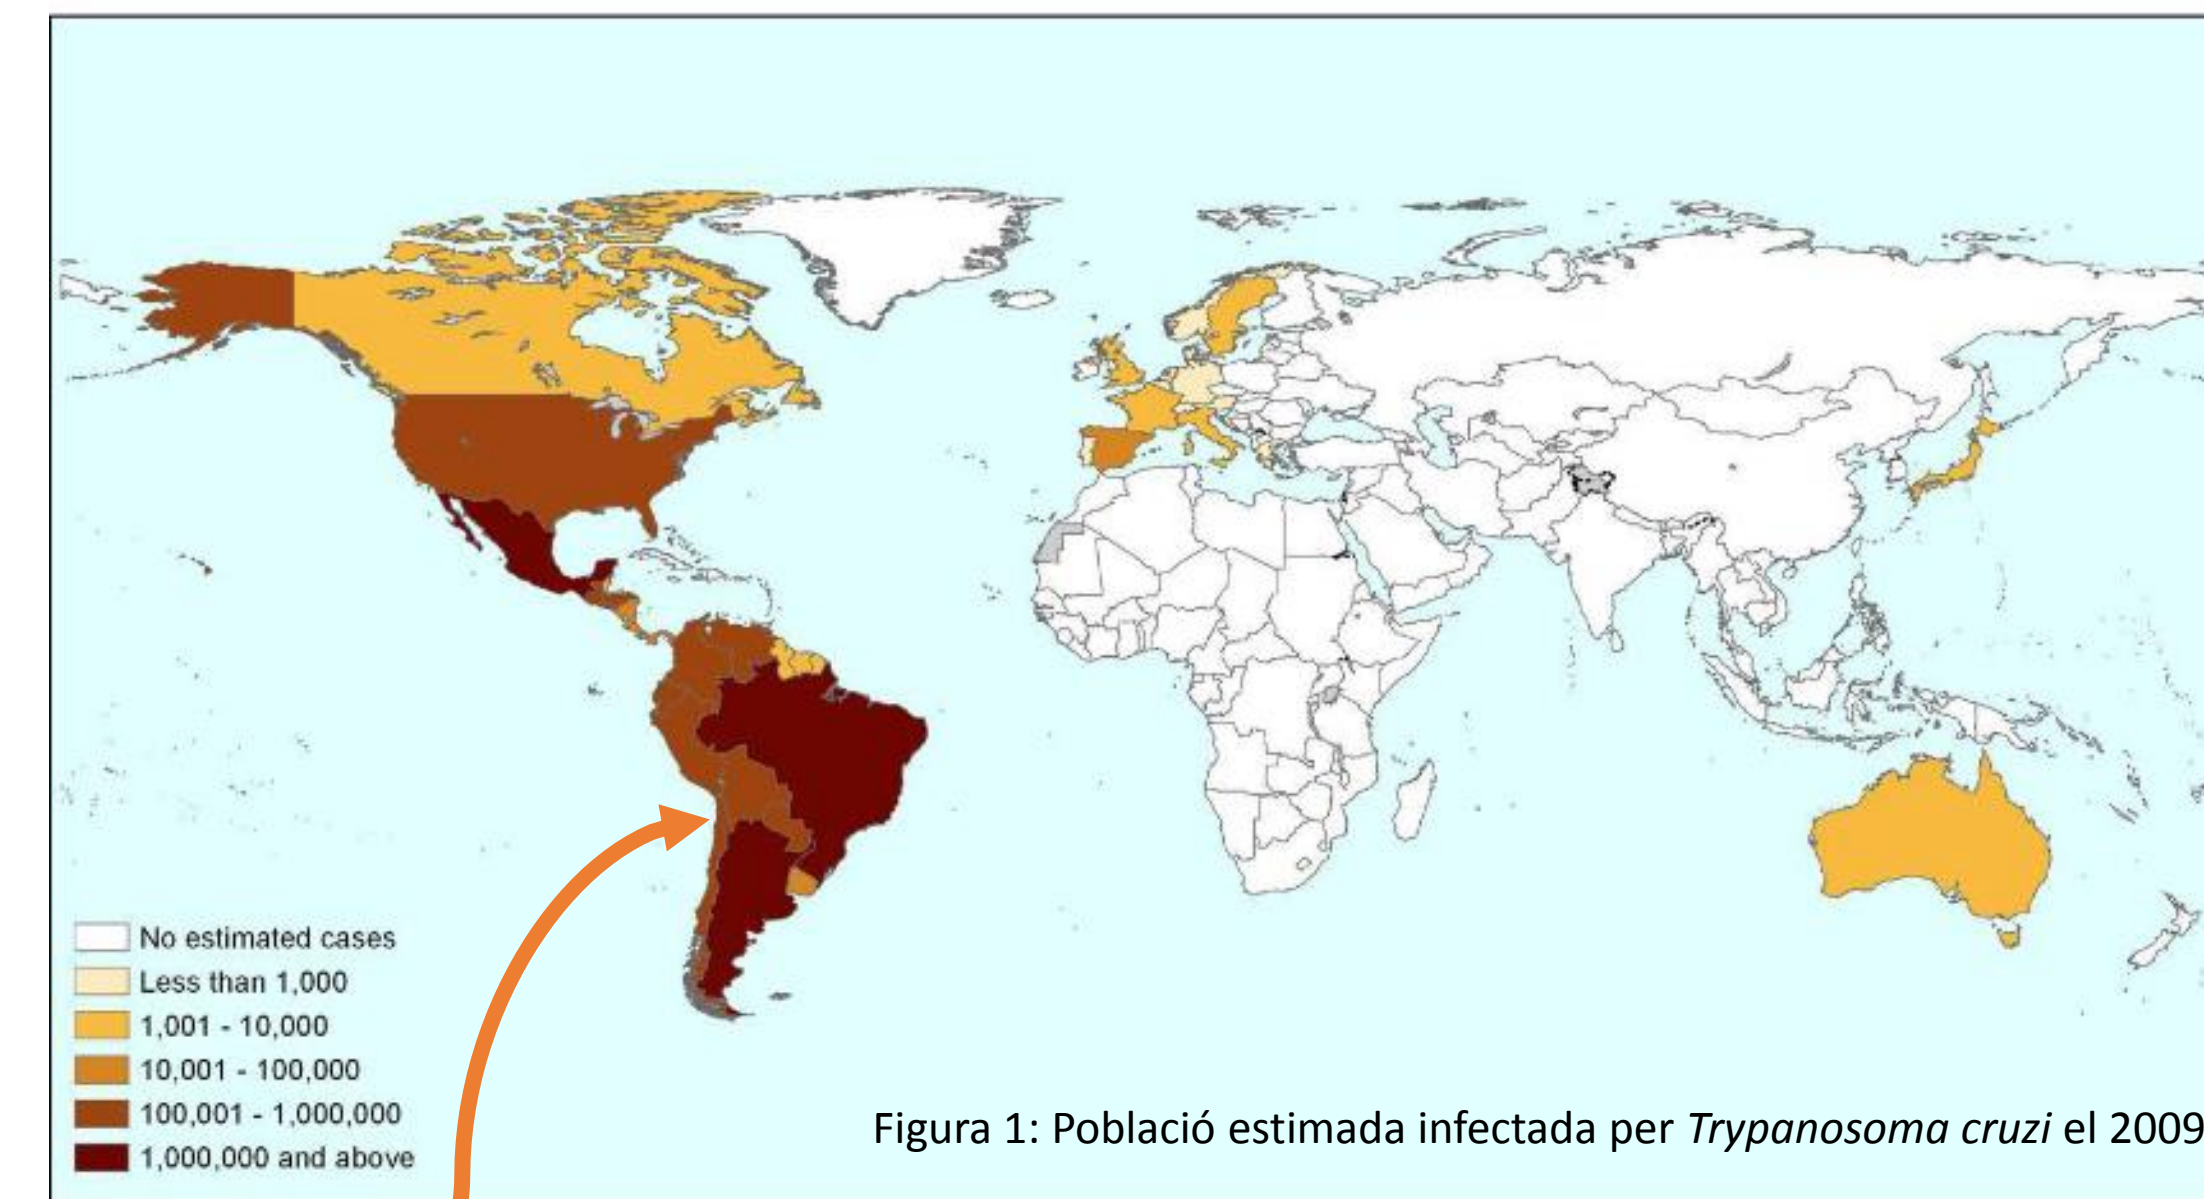 No estimated cases
Less than 1,000
1,001 - 10,000
10,001 - 100,000
100,001 - 1,000,000
1,000,000 and above
Figura 1: Població estimada infectada per Trypanosoma cruzi el 2009